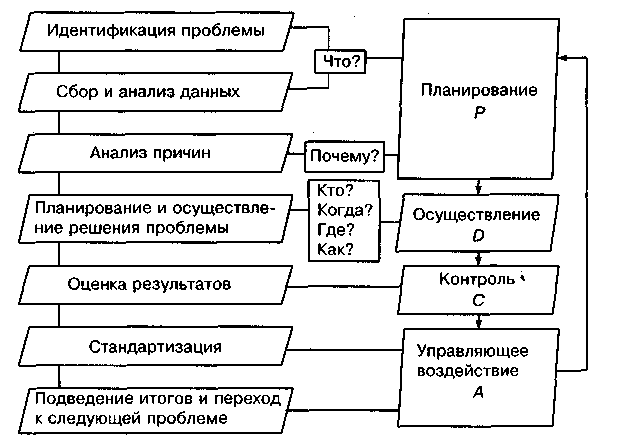 Идентификация проблемы
Сбор и анализ данных
Что?
Планирование
P
Анализ причин
Почему?
Планирование и осуществле-
ние решения проблемы
Кто?
Когда?
Где?
Как?
Осуществление
D
Оценка результатов
Контроль
C
Стандартизация
Управляющее
воздействие
A
Подведение итогов и переход
к следующей проблеме